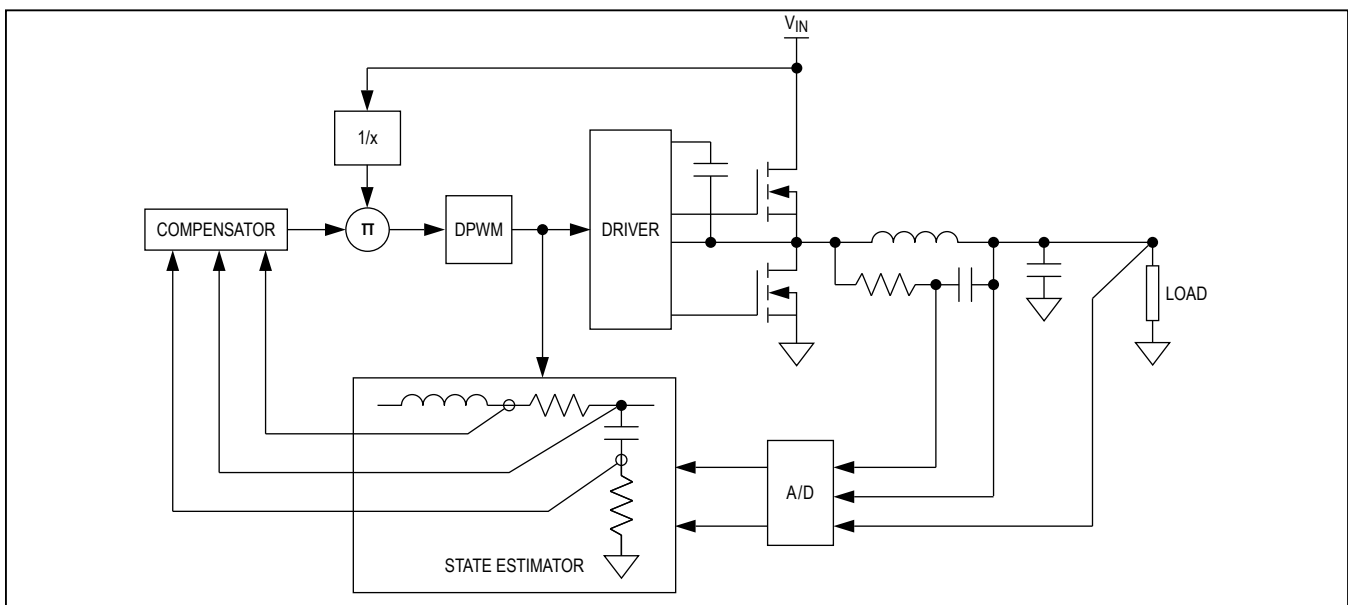 VIN
1/x
COMPENSATOR
π
DPWM
DRIVER
LOAD
A/D
STATE ESTIMATOR